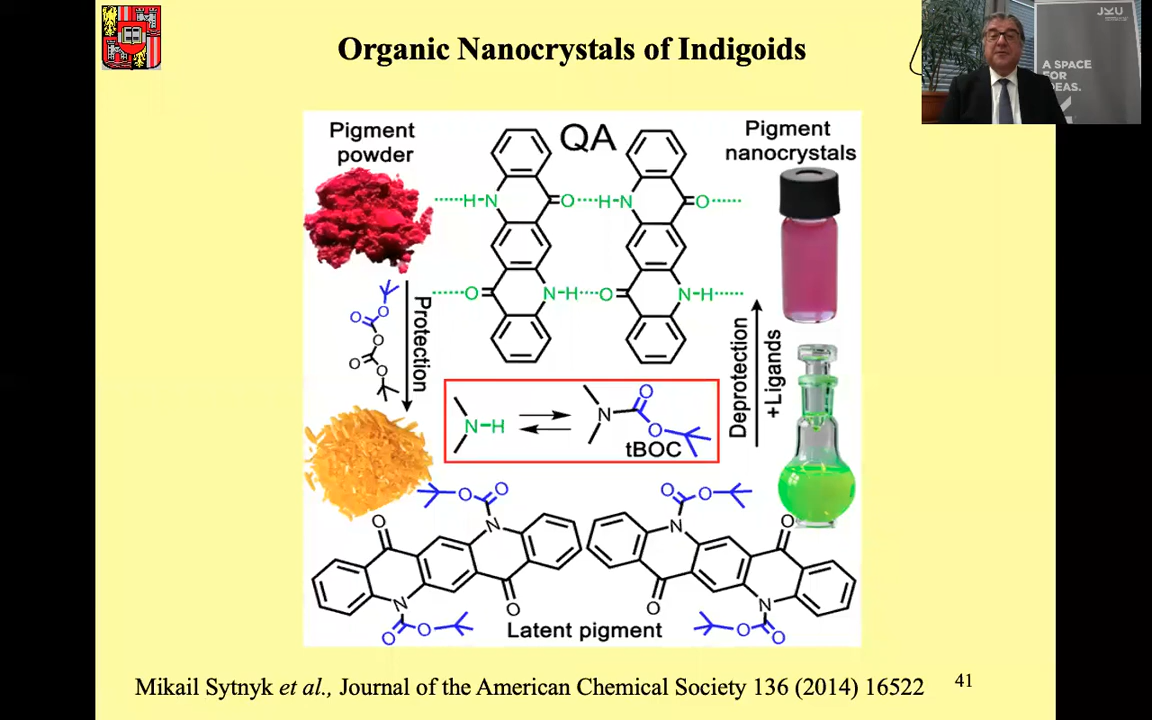 Organic Nanocrystals of Indigoids
JKU
A SPACE
FOR
IDEAS.
Pigment
powder
QA
Pigment
nanocrystals
H-N
O
H-N
O
O
N-H
O
N-H
O
O
O
O
O
Protection
Deprotection
+Ligands
N-H
N
O
O
tBOC
O
O
N
O
O
N
O
O
O
O
N
O
O
N
O
O
Latent pigment
Mikail Sytnyk et al., Journal of the American Chemical Society 136 (2014) 16522
41